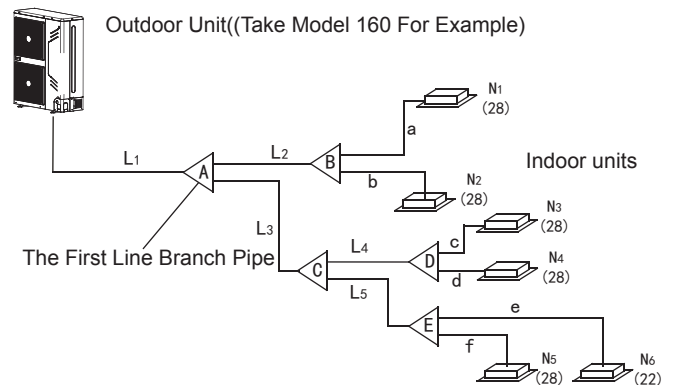 Outdoor Unit((Take Model 160 For Example)
N1
(28)
a
L1
L2
B
A
b
N2
(28)
Indoor units
L3
N3
(28)
The First Line Branch Pipe
L4
c
C
D
N4
(28)
d
L5
e
E
f
N5
(28)
N6
(22)